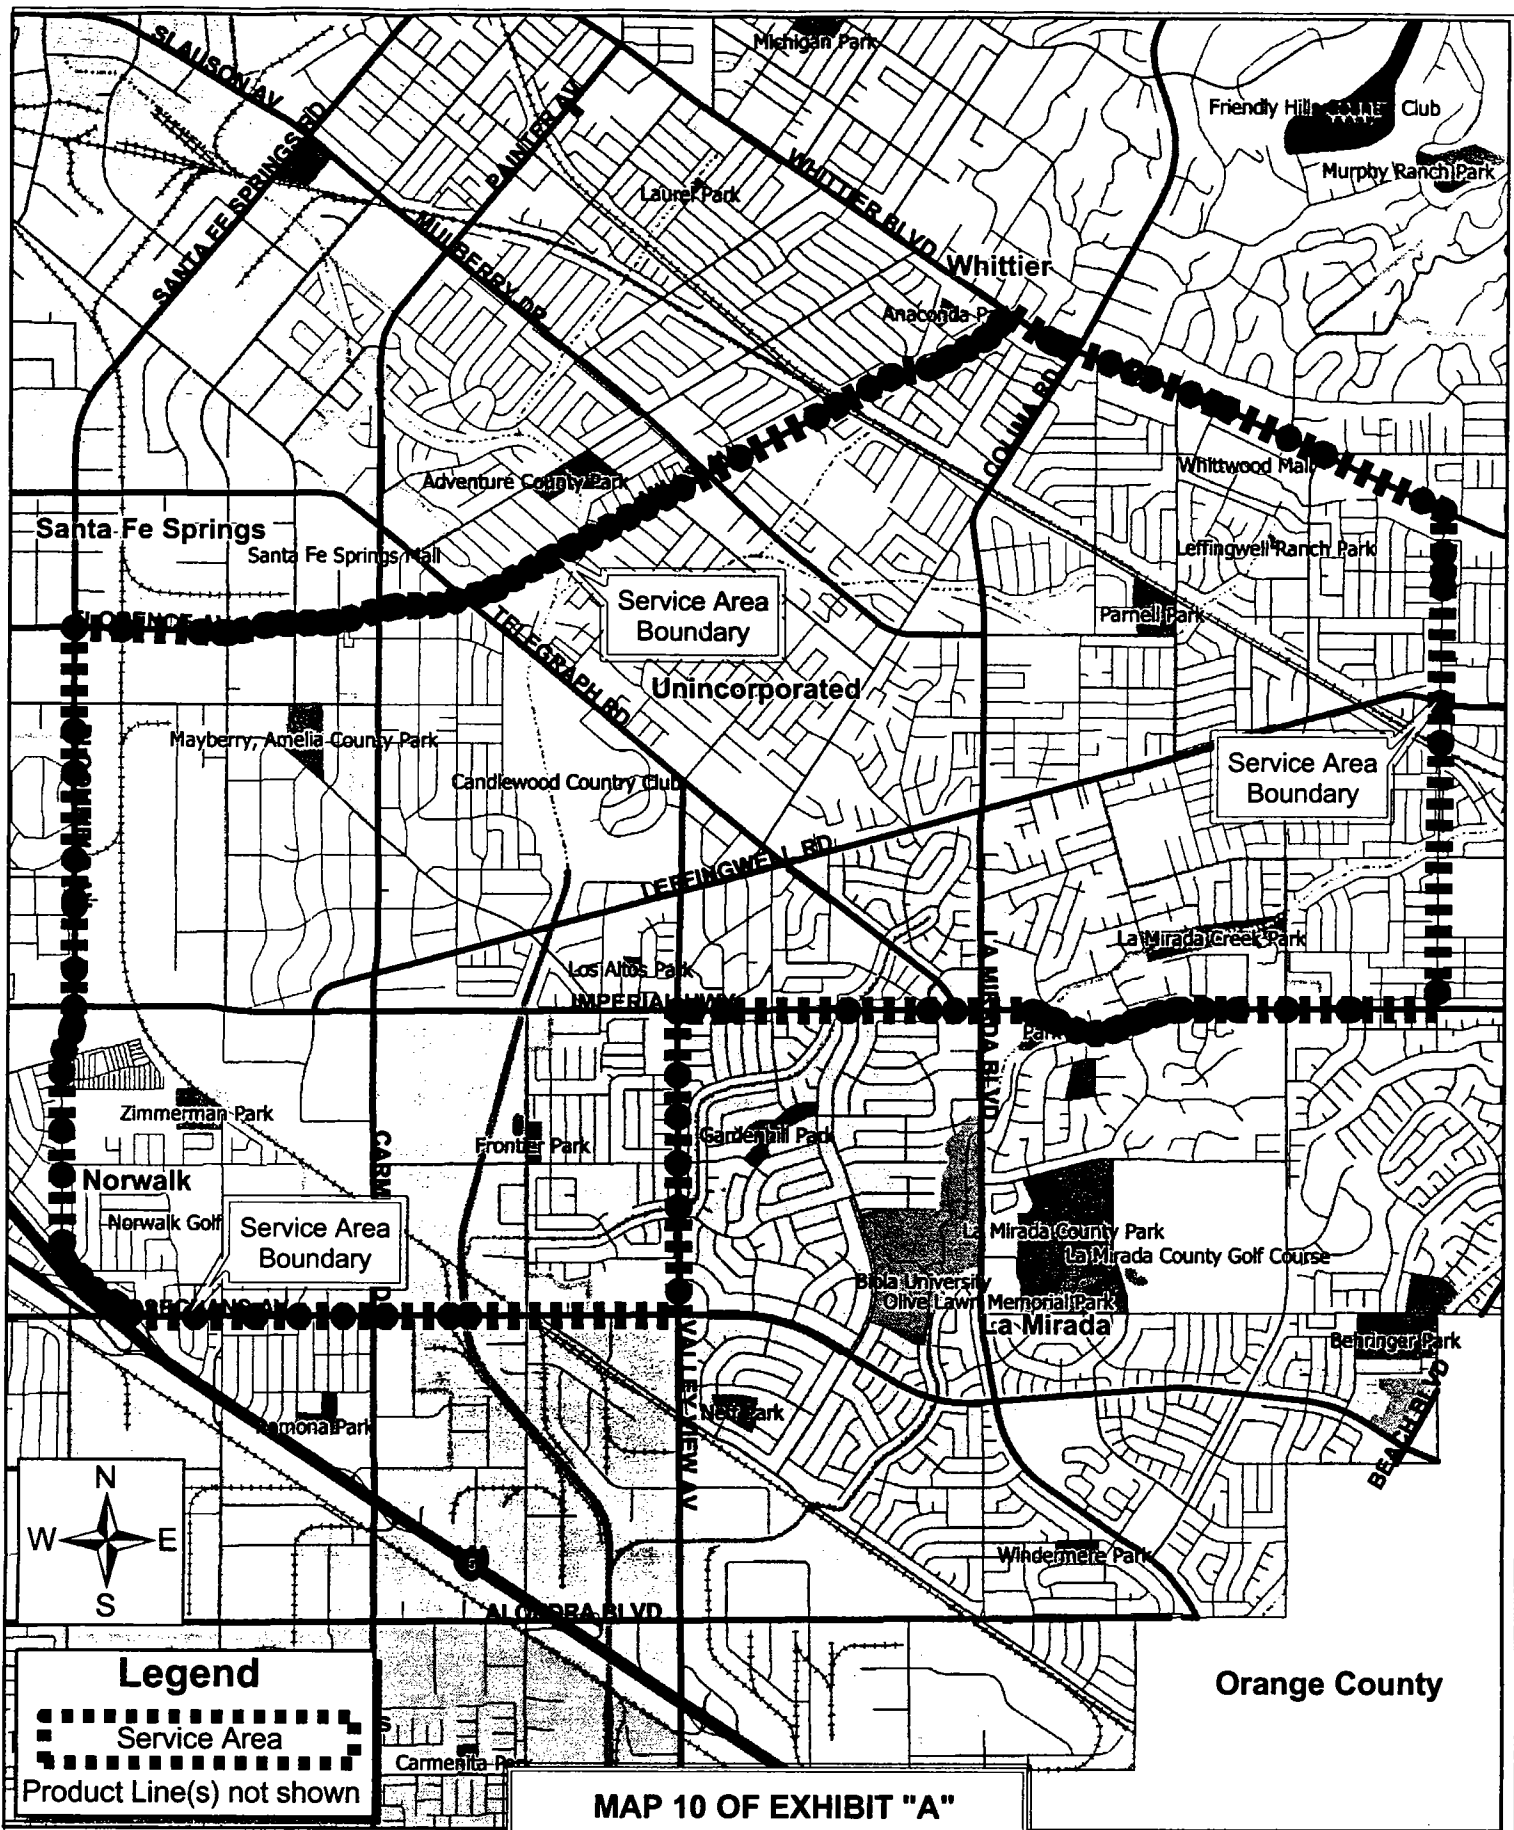 SLAUSON AV
Michigan Park
Friendly Hills Club
SANTA FE SPRINGS RD
PAINTER AV
Murphy Ranch Park
Laurel Park
WHITTIER BLVD
MULBERRY DR
Whittier
Anaconda
COLIMA RD
Whittwood Mall
Adventure County Park
Santa Fe Springs
Santa Fe Springs Mall
Leffingwell Ranch Park
Service Area
Boundary
Parnell Park
FLORENCE AV
TELEGRAPH RD
Unincorporated
Mayberry, Amelia County Park
Candlewood Country Club
Service Area
Boundary
LEFFINGWELL RD
LA MIRADA BLVD
La Mirada Creek Park
Los Altos Park
IMPERIAL HWY
Park
Zimmerman Park
Frontier Park
Gardenhill Park
CARM
D
Norwalk
Norwalk Golf
Service Area
Boundary
La Mirada County Park
La Mirada County Golf Course
Biola University
Olive Lawn Memorial Park
La Mirada
Behringer Park
VALLEY VIEW AV
BEACH BLVD
Neff Park
Ramona Park
N
W E
S
5
Windermere Park
ALONDRA BLVD
Legend
Service Area
Product Line(s) not shown
S
Carmenita Park
Orange County
MAP 10 OF EXHIBIT "A"